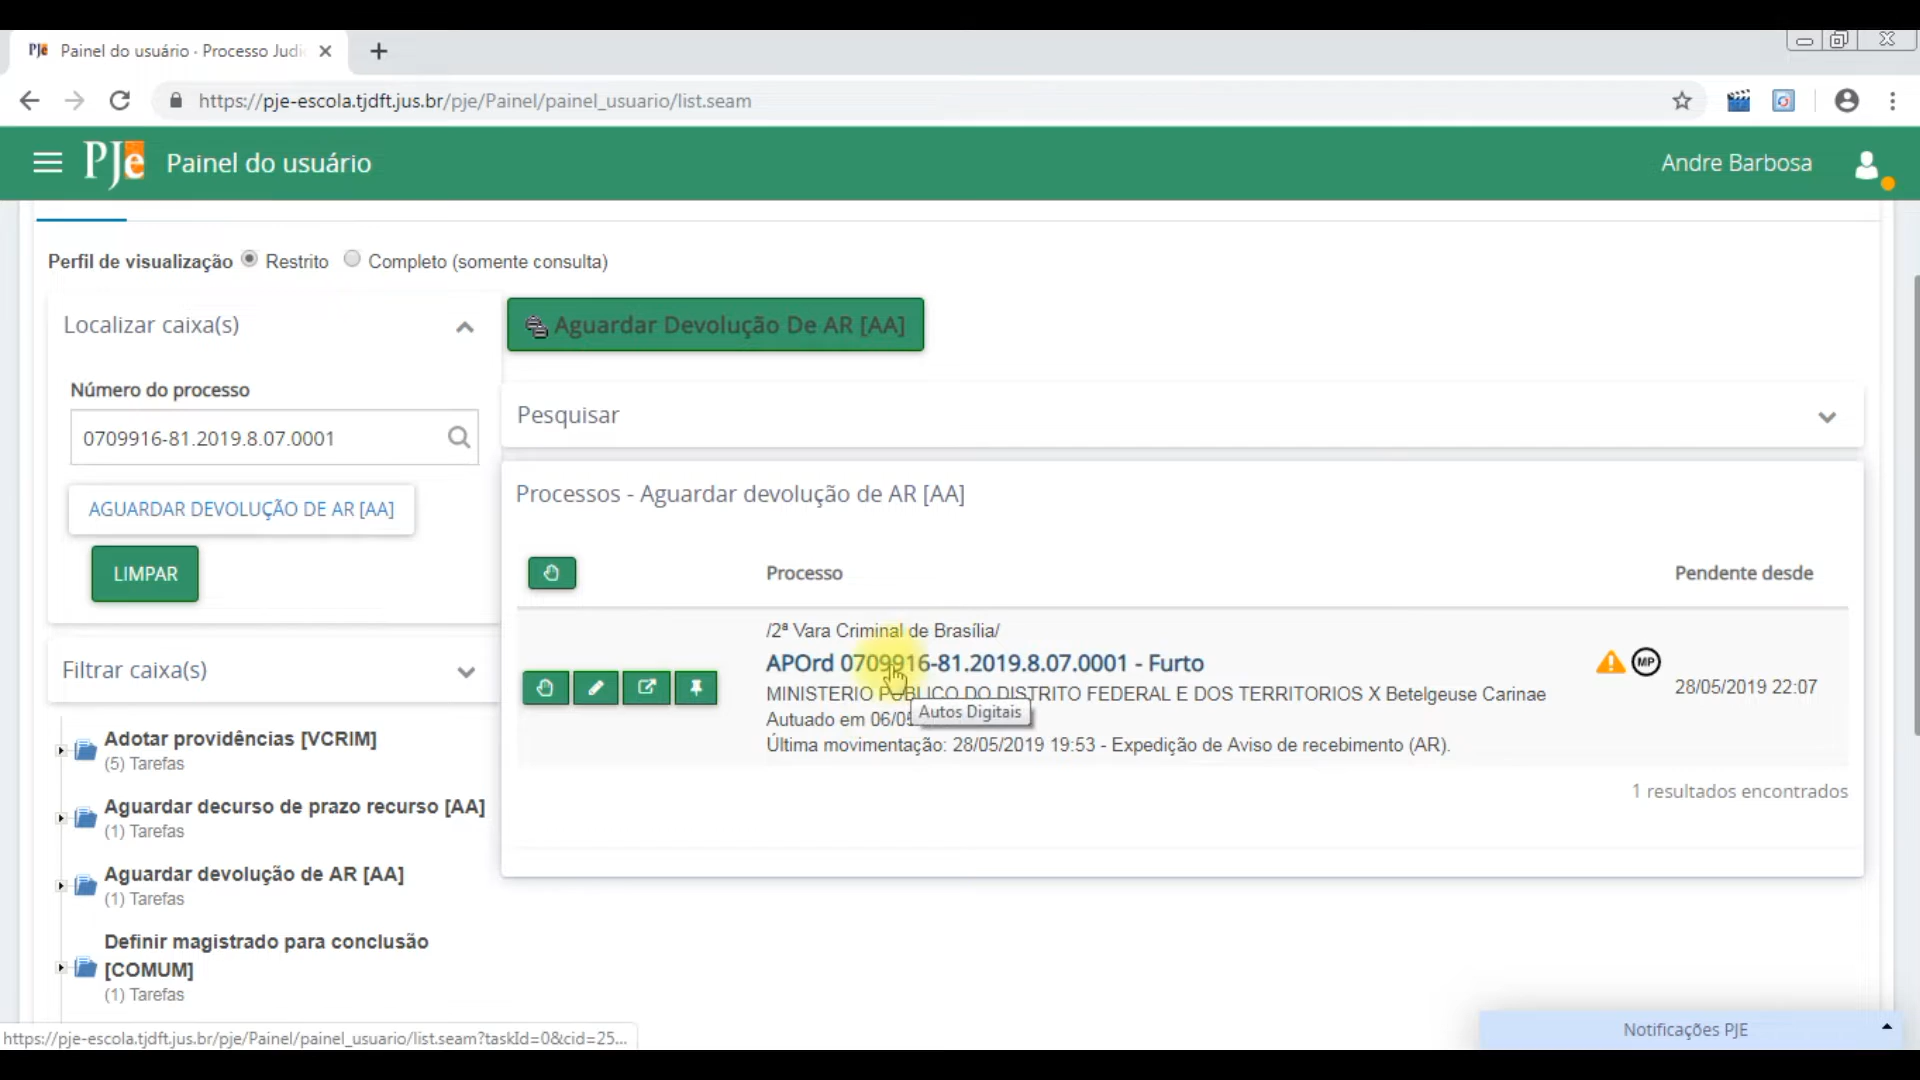 PJe Painel do usuário · Processo Judi
https://pje-escola.tjdft.jus.br/pje/Painel/painel_usuario/list.seam
PJe Painel do usuário
Andre Barbosa
Perfil de visualização Restrito Completo (somente consulta)
Localizar caixa(s)
Número do processo
0709916-81.2019.8.07.0001
AGUARDAR DEVOLUÇÃO DE AR [AA]
LIMPAR
Filtrar caixa(s)
Adotar providências [VCRIM]
(5) Tarefas
Aguardar decurso de prazo recurso [AA]
(1) Tarefas
Aguardar devolução de AR [AA]
(1) Tarefas
Definir magistrado para conclusão
[COMUM]
(1) Tarefas
Aguardar Devolução De AR [AA]
Pesquisar
Processos - Aguardar devolução de AR [AA]
Processo
Pendente desde
/2ª Vara Criminal de Brasília/
APOrd 0709916-81.2019.8.07.0001 - Furto
MP
MINISTERIO PUBLICO DO DISTRITO FEDERAL E DOS TERRITORIOS X Betelgeuse Carinae
28/05/2019 22:07
Autos Digitais
Autuado em 06/05
Última movimentação: 28/05/2019 19:53 - Expedição de Aviso de recebimento (AR).
1 resultados encontrados
https://pje-escola.tjdft.jus.br/pje/Painel/painel_usuario/list.seam?taskId=0&cid=25...
Notificações PJE